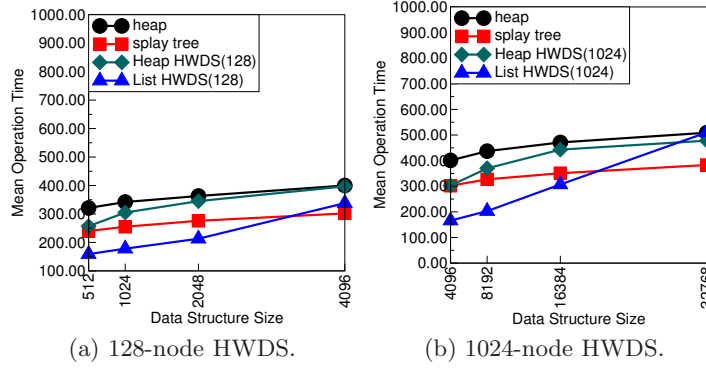 1000.00
900.00
800.00
700.00
600.00
500.00
400.00
300.00
200.00
100.00
Mean Operation Time
heap
splay tree
Heap HWDS(128)
List HWDS(128)
512
1024
2048
4096
Data Structure Size
(a) 128-node HWDS.
1000.00
900.00
800.00
700.00
600.00
500.00
400.00
300.00
200.00
100.00
0.00
Mean Operation Time
heap
splay tree
Heap HWDS(1024)
List HWDS(1024)
4096
8192
16384
32768
Data Structure Size
(b) 1024-node HWDS.